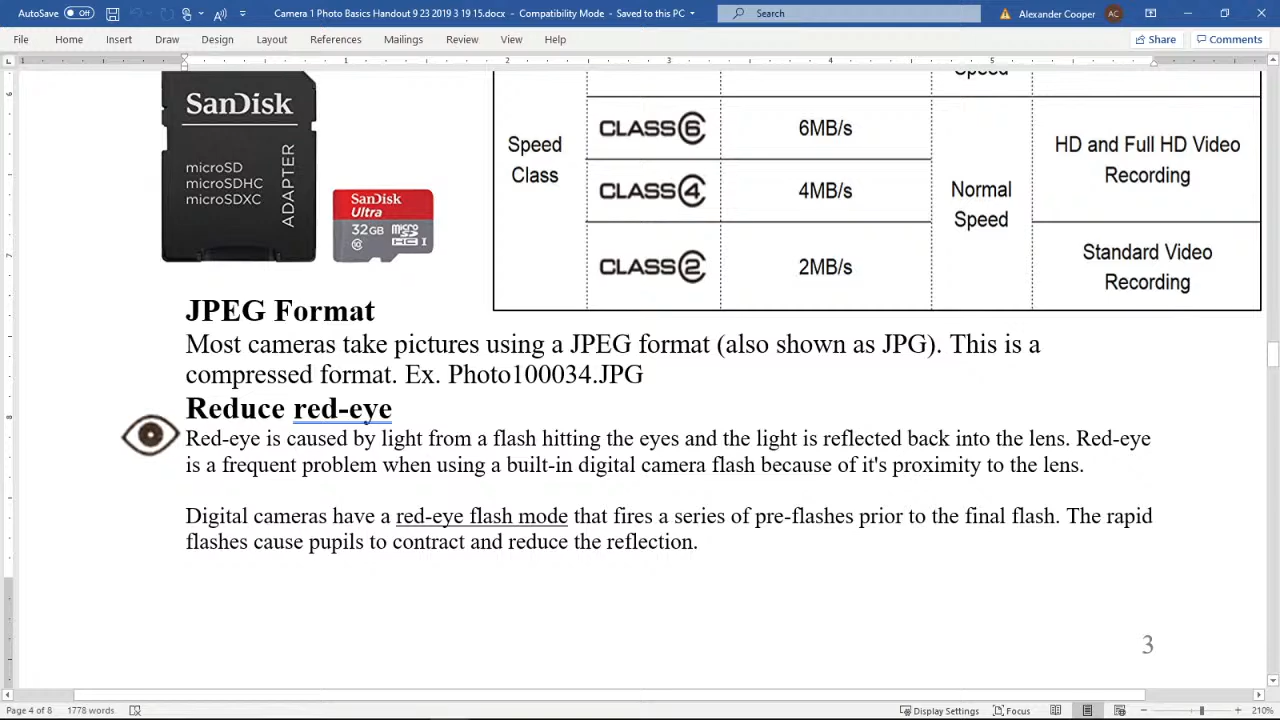 AutoSave Off
Camera 1 Photo Basics Handout 9 23 2019 3 19 15.docx - Compatibility Mode - Saved to this PC
Search
Alexander Cooper AC
File Home Insert Draw Design Layout References Mailings Review View Help
Share Comments
1 1 2 3 4 5
SanDisk
microSD
microSDHC
microSDXC
ADAPTER
SanDisk
Ultra
32GB micro
HC I
Speed
Speed Class
CLASS 6 6MB/s
CLASS 4 4MB/s
CLASS 2 2MB/s
Normal Speed
HD and Full HD Video
Recording
Standard Video
Recording
JPEG Format
Most cameras take pictures using a JPEG format (also shown as JPG). This is a
compressed format. Ex. Photo100034.JPG
Reduce red-eye
Red-eye is caused by light from a flash hitting the eyes and the light is reflected back into the lens. Red-eye
is a frequent problem when using a built-in digital camera flash because of it's proximity to the lens.
Digital cameras have a red-eye flash mode that fires a series of pre-flashes prior to the final flash. The rapid
flashes cause pupils to contract and reduce the reflection.
3
Page 4 of 8 1778 words
Display Settings Focus 210%